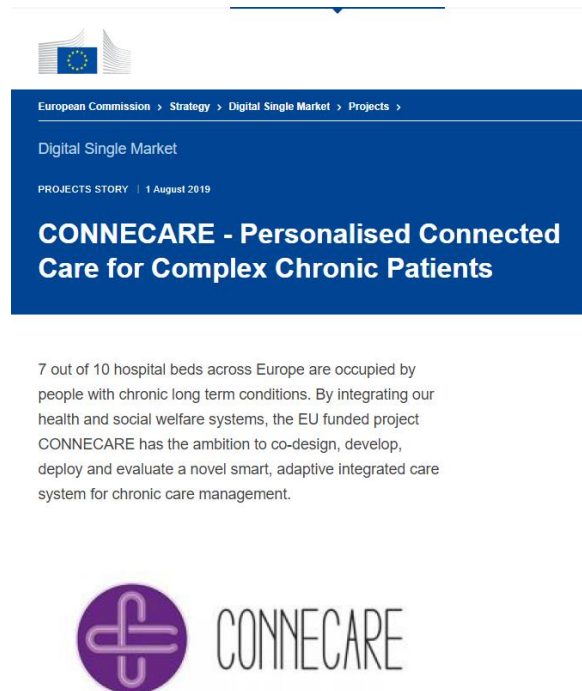 European Commission > Strategy > Digital Single Market > Projects >
Digital Single Market
PROJECTS STORY | 1 August 2019
CONNECARE - Personalised Connected
Care for Complex Chronic Patients
7 out of 10 hospital beds across Europe are occupied by
people with chronic long term conditions. By integrating our
health and social welfare systems, the EU funded project
CONNECARE has the ambition to co-design, develop,
deploy and evaluate a novel smart, adaptive integrated care
system for chronic care management.
CONNECARE